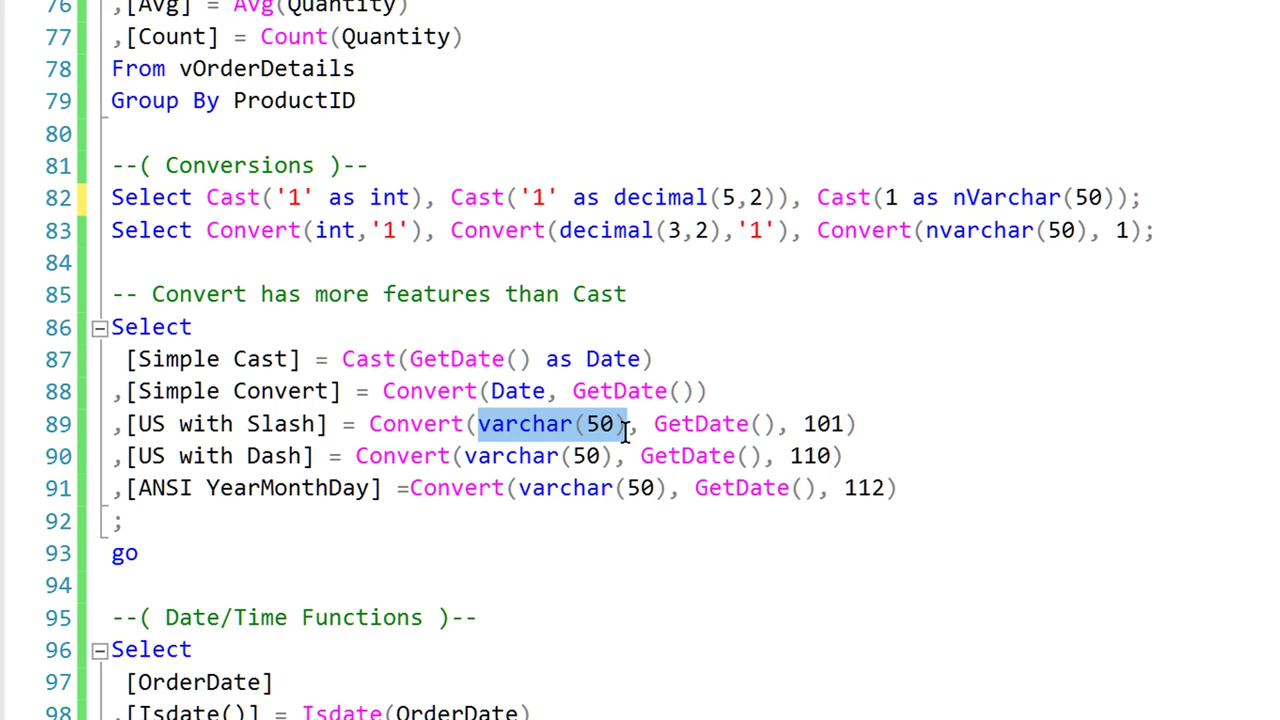 76 ,[Avg] = Avg(Quantity)
77 ,[Count] = Count(Quantity)
78 From vOrderDetails
79 Group By ProductID
80
81 --( Conversions )--
82 Select Cast('1' as int), Cast('1' as decimal(5,2)), Cast(1 as nVarchar(50));
83 Select Convert(int,'1'), Convert(decimal(3,2),'1'), Convert(nvarchar(50), 1);
84
85 -- Convert has more features than Cast
86 Select
87 [Simple Cast] = Cast(GetDate() as Date)
88 ,[Simple Convert] = Convert(Date, GetDate())
89 ,[US with Slash] = Convert(varchar(50), GetDate(), 101)
90 ,[US with Dash] = Convert(varchar(50), GetDate(), 110)
91 ,[ANSI YearMonthDay] =Convert(varchar(50), GetDate(), 112)
92 ;
93 go
94
95 --( Date/Time Functions )--
96 Select
97 [OrderDate]
98 ,[Isdate()] = Isdate(OrderDate)